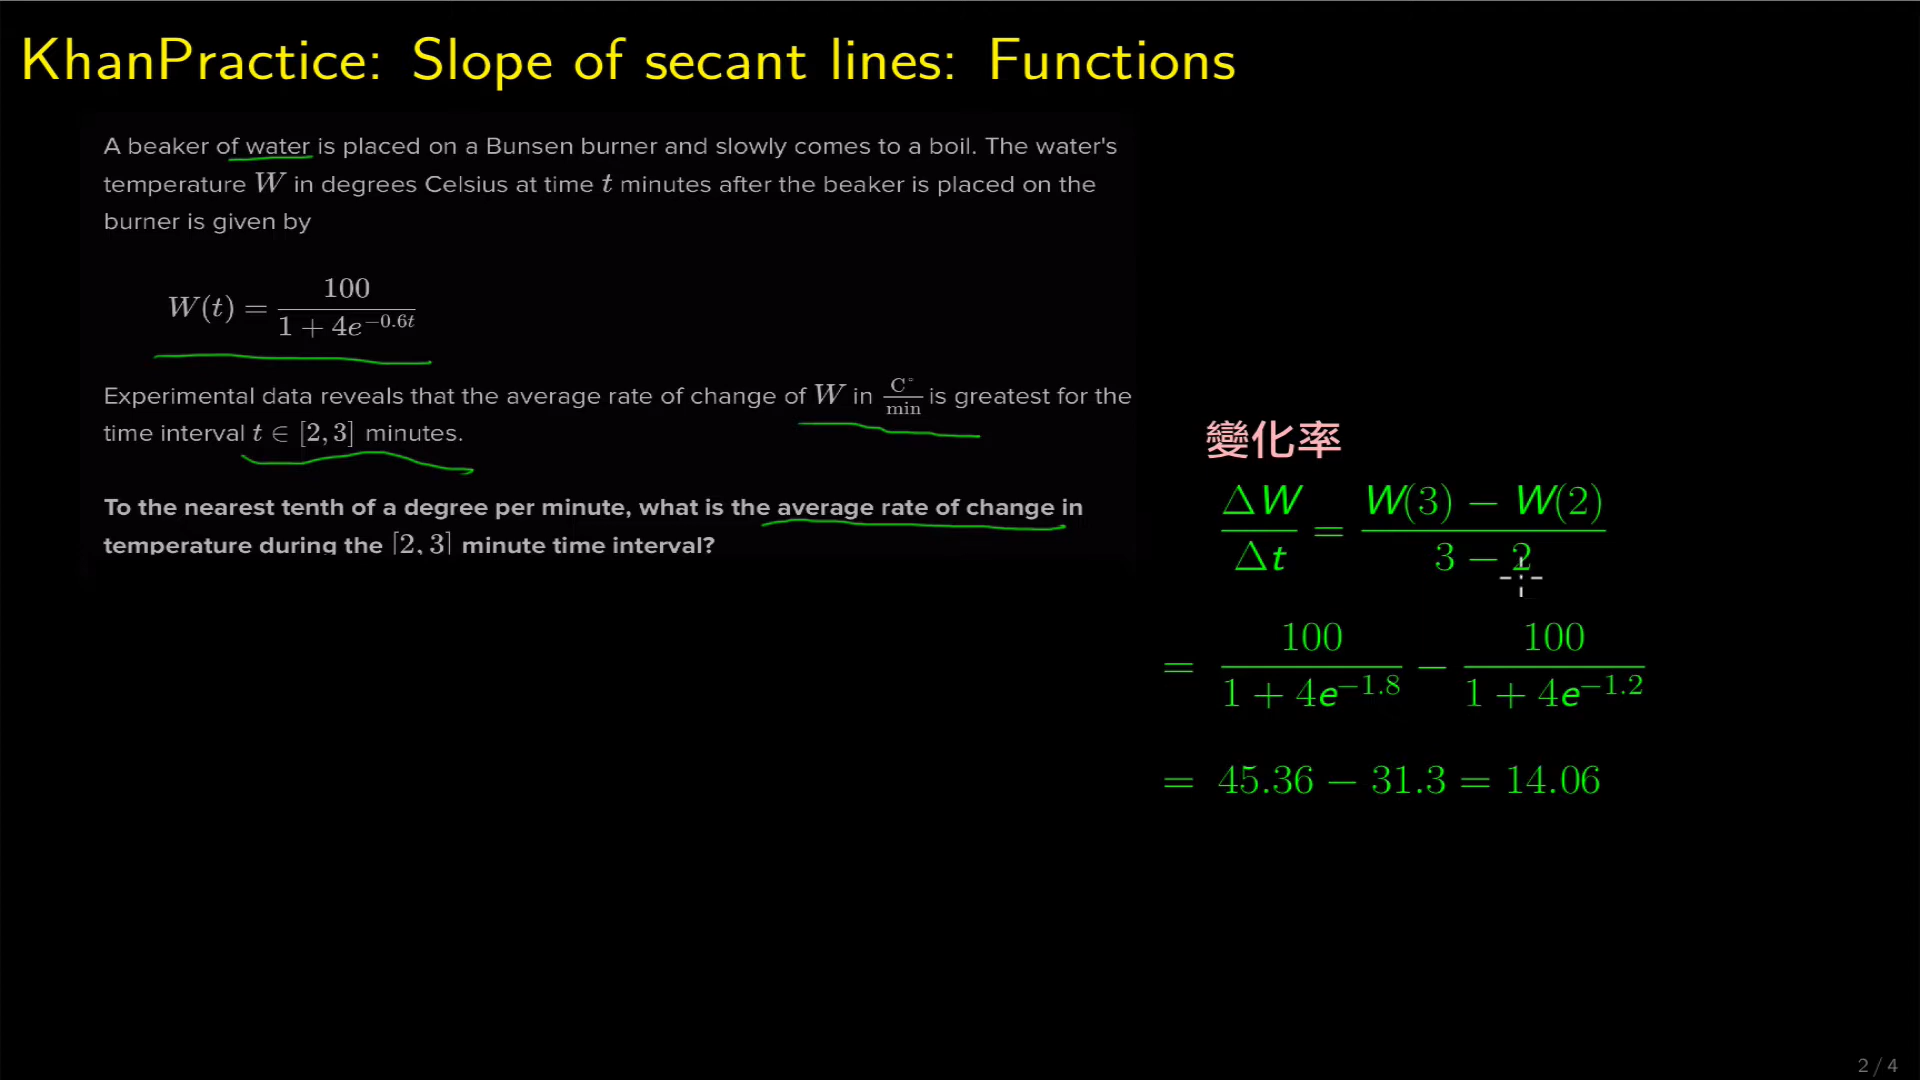 KhanPractice: Slope of secant lines: Functions
A beaker of water is placed on a Bunsen burner and slowly comes to a boil. The water's
temperature W in degrees Celsius at time t minutes after the beaker is placed on the
burner is given by
W(t) = 100 / (1 + 4e^{-0.6t})
Experimental data reveals that the average rate of change of W in C°/min is greatest for the
time interval t ∈ [2, 3] minutes.
To the nearest tenth of a degree per minute, what is the average rate of change in
temperature during the [2, 3] minute time interval?
變化率
ΔW/Δt = (W(3) − W(2)) / (3 − 2)
= 100 / (1 + 4e^{−1.8}) − 100 / (1 + 4e^{−1.2})
= 45.36 − 31.3 = 14.06
2 / 4